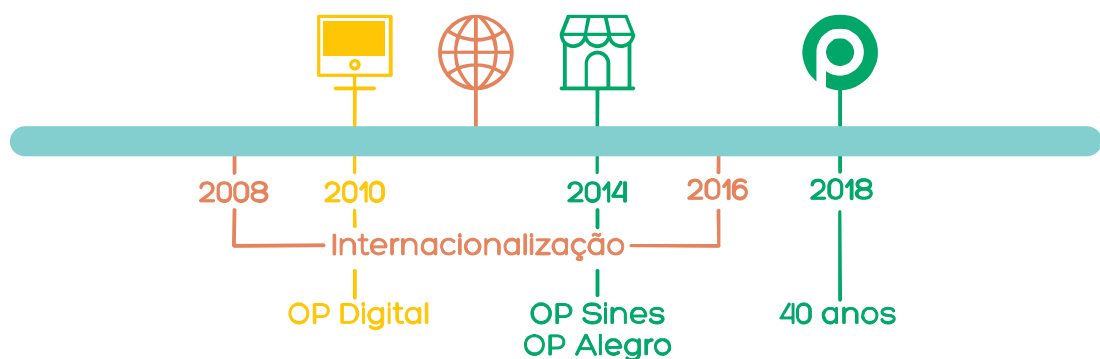 2008
2010
2014
2016
2018
Internacionalização
OP Digital
OP Sines
OP Alegro
40 anos